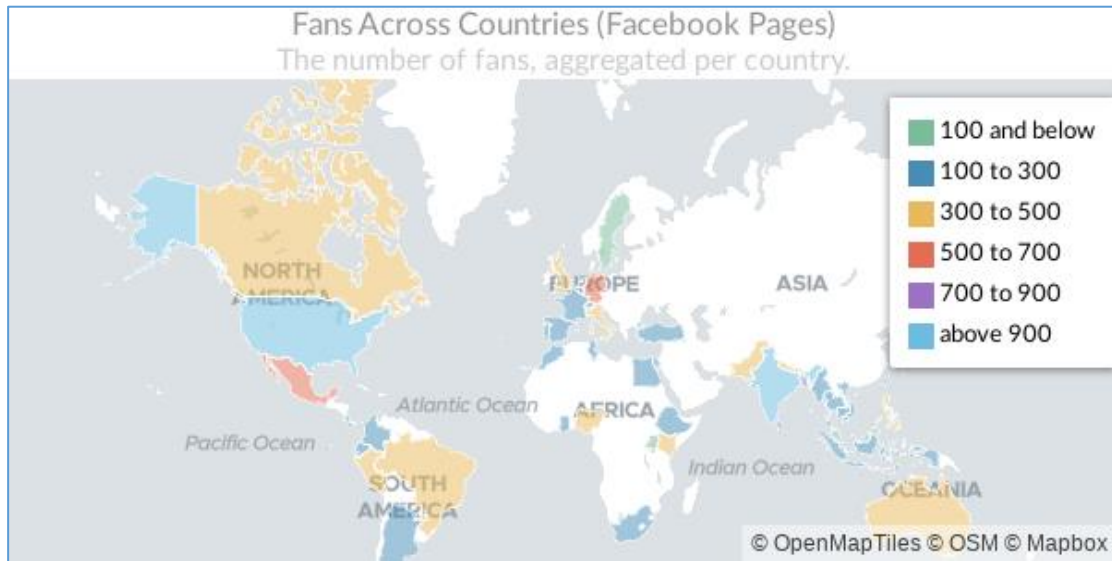 Fans Across Countries (Facebook Pages)
The number of fans, aggregated per country.
100 and below
100 to 300
300 to 500
500 to 700
700 to 900
above 900
NORTH
AMERICA
EUROPE
ASIA
Atlantic Ocean
AFRICA
Pacific Ocean
Indian Ocean
SOUTH
AMERICA
OCEANIA
© OpenMapTiles © OSM © Mapbox